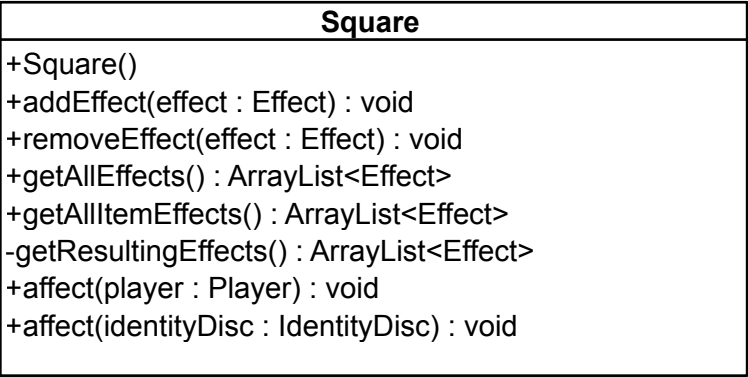 Square
+Square()
+addEffect(effect : Effect) : void
+removeEffect(effect : Effect) : void
+getAllEffects() : ArrayList<Effect>
+getAllItemEffects() : ArrayList<Effect>
-getResultingEffects() : ArrayList<Effect>
+affect(player : Player) : void
+affect(identityDisc : IdentityDisc) : void